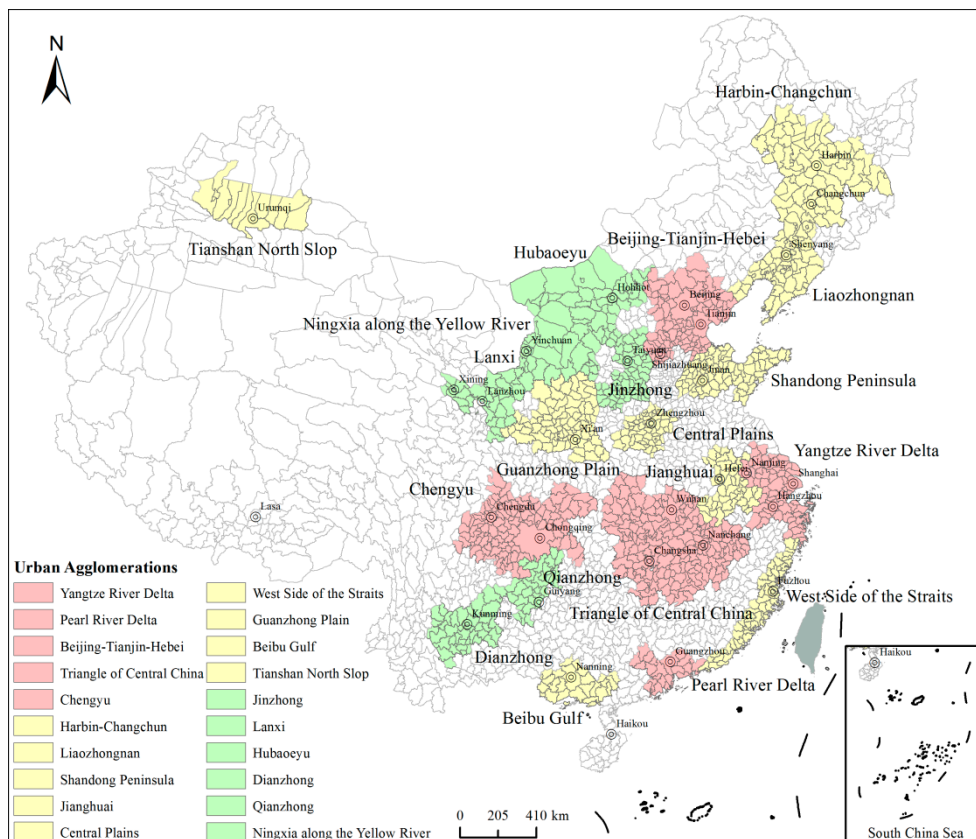 N
Harbin-Changchun
Harbin
Changchun
Urumqi
Tianshan North Slop
Beijing-Tianjin-Hebei
Shenyang
Hubaoeyu
Hohhot
Beijing
Liaozhongnan
Tianjin
Ningxia along the Yellow River
Yinchuan
Taiyuan
Shijiazhuang
Lanxi
Jinan
Shandong Peninsula
Xining
Lanzhou
Jinzhong
Zhengzhou
Xi'an
Central Plains
Yangtze River Delta
Guanzhong Plain
Jianghuai
Hefei
Nanjing
Shanghai
Chengyu
Wuhan
Hangzhou
Lasa
Chengdu
Chongqing
Nanchang
Changsha
Qianzhong
Guiyang
Fuzhou
West Side of the Straits
Triangle of Central China
Kunming
Dianzhong
Guangzhou
Nanning
Pearl River Delta
Beibu Gulf
Haikou
Haikou
South China Sea
Urban Agglomerations
Yangtze River Delta
Pearl River Delta
Beijing-Tianjin-Hebei
Triangle of Central China
Chengyu
Harbin-Changchun
Liaozhongnan
Shandong Peninsula
Jianghuai
Central Plains
West Side of the Straits
Guanzhong Plain
Beibu Gulf
Tianshan North Slop
Jinzhong
Lanxi
Hubaoeyu
Dianzhong
Qianzhong
Ningxia along the Yellow River
0 205 410 km